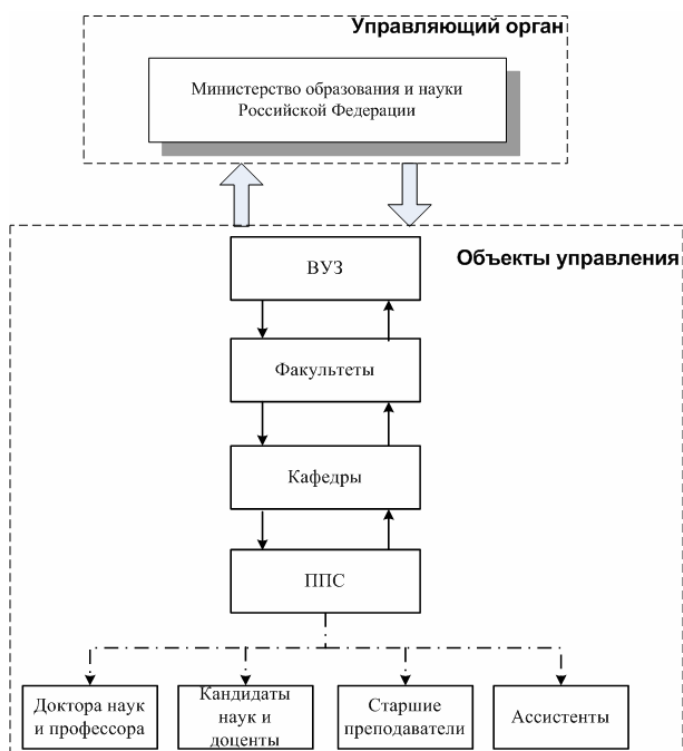 Управляющий орган
Министерство образования и науки
Российской Федерации
Объекты управления
ВУЗ
Факультеты
Кафедры
ППС
Доктора наук
и профессора
Кандидаты
наук и
доценты
Старшие
преподаватели
Ассистенты